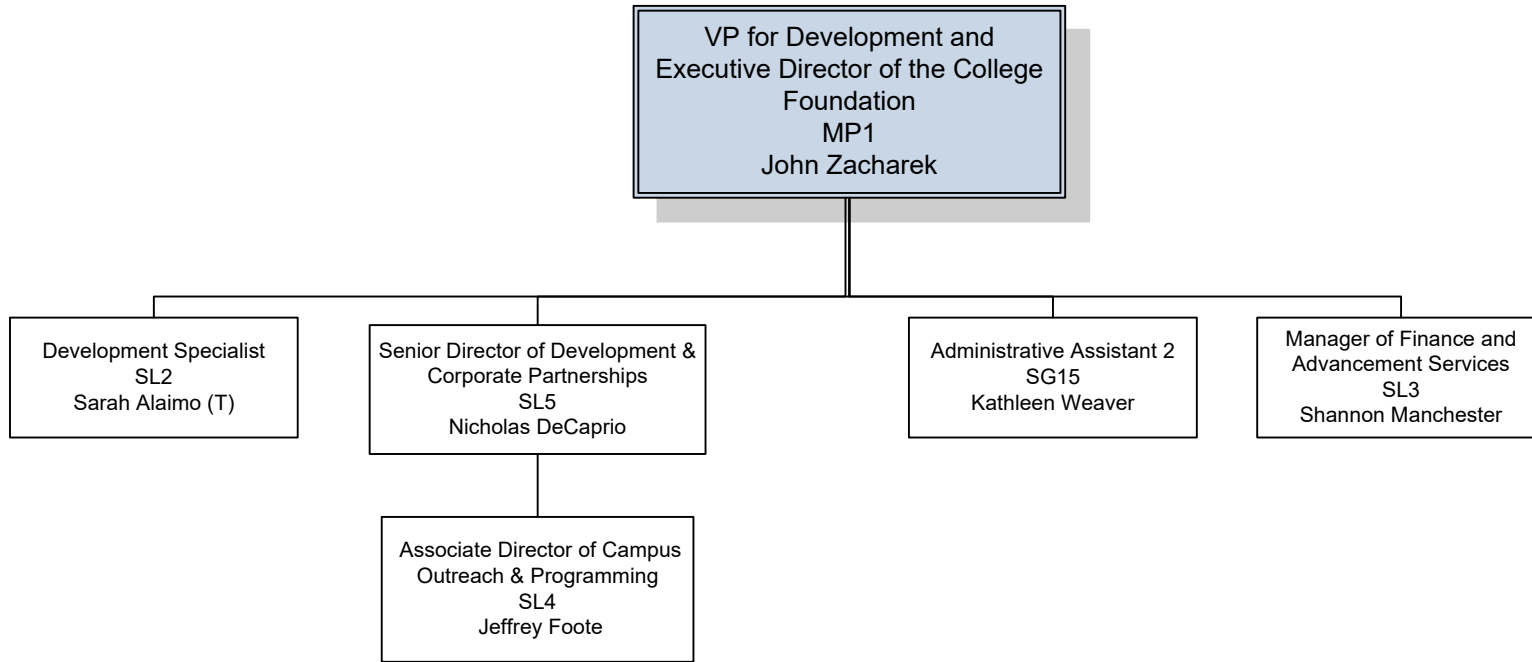 VP for Development and
Executive Director of the College
Foundation
MP1
John Zacharek
Development Specialist
SL2
Sarah Alaimo (T)
Senior Director of Development &
Corporate Partnerships
SL5
Nicholas DeCaprio
Administrative Assistant 2
SG15
Kathleen Weaver
Manager of Finance and
Advancement Services
SL3
Shannon Manchester
Associate Director of Campus
Outreach & Programming
SL4
Jeffrey Foote